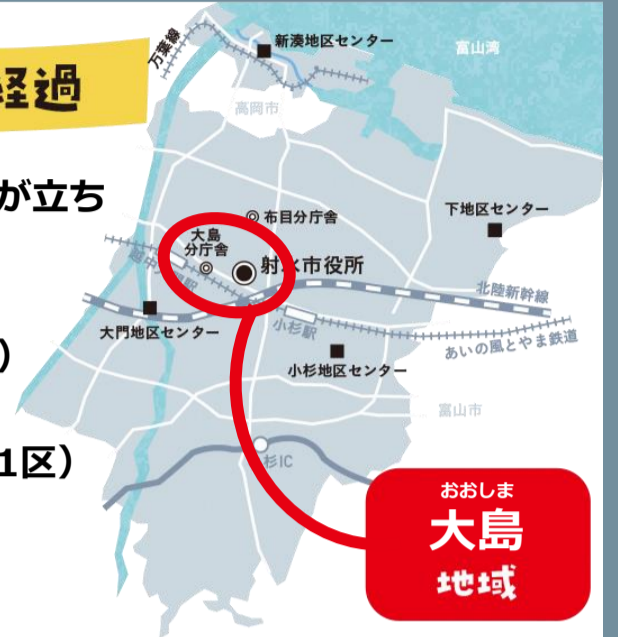 経過
が立ち
)
1区)
万葉線
新湊地区センター
富山湾
高岡市
布目分庁舎
下地区センター
大島
分庁舎
射水市役所
北陸新幹線
大門地区センター
小杉駅
あいの風とやま鉄道
小杉地区センター
富山市
杉IC
おおしま
大島
地域